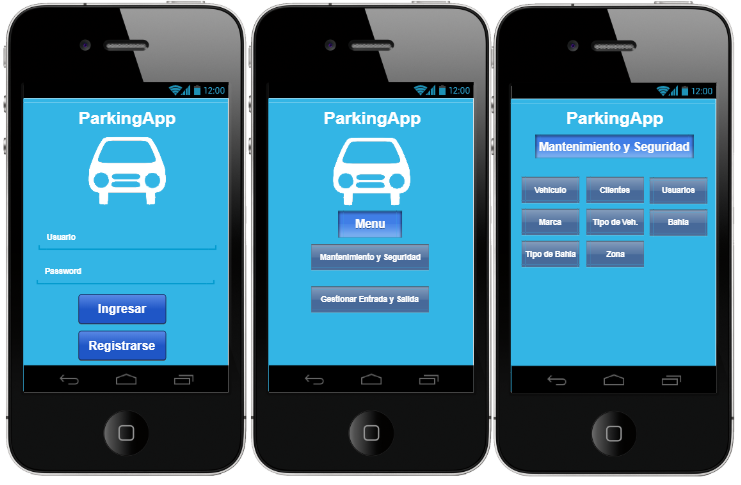 12:00
ParkingApp
Usuario
Password
Ingresar
Registrarse
12:00
ParkingApp
Menu
Mantenimiento y Seguridad
Gestionar Entrada y Salida
12:00
ParkingApp
Mantenimiento y Seguridad
Vehículo Clientes Usuarios
Marca Tipo de Veh. Bahia
Tipo de Bahia Zona